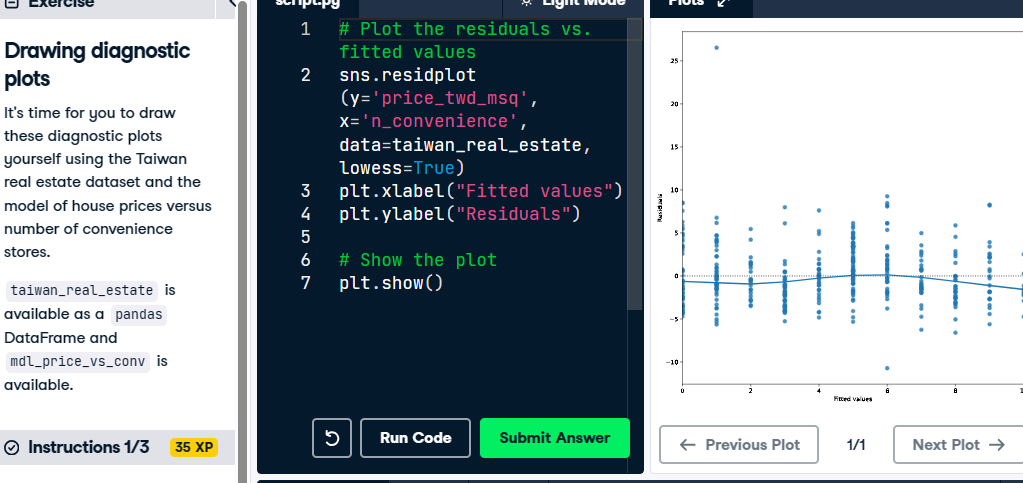 Exercise
Drawing diagnostic
plots
It's time for you to draw
these diagnostic plots
yourself using the Taiwan
real estate dataset and the
model of house prices versus
number of convenience
stores.
taiwan_real_estate is
available as a pandas
DataFrame and
mdl_price_vs_conv is
available.
Instructions 1/3 35 XP
script.py
Light Mode
1 # Plot the residuals vs.
fitted values
2 sns.residplot
(y='price_twd_msq',
x='n_convenience',
data=taiwan_real_estate,
lowess=True)
3 plt.xlabel("Fitted values")
4 plt.ylabel("Residuals")
5
6 # Show the plot
7 plt.show()
Run Code
Submit Answer
Plots
25
20
15
10
5
0
−5
−10
Residuals
0 2 4 6 8
Fitted values
Previous Plot
1/1
Next Plot